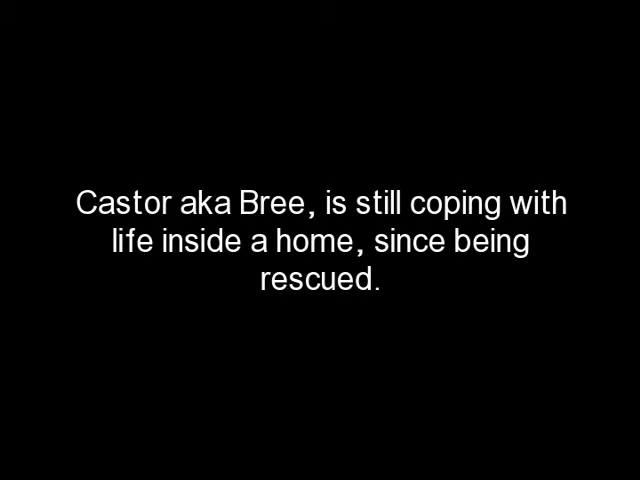 Castor aka Bree, is still coping with
life inside a home, since being
rescued.